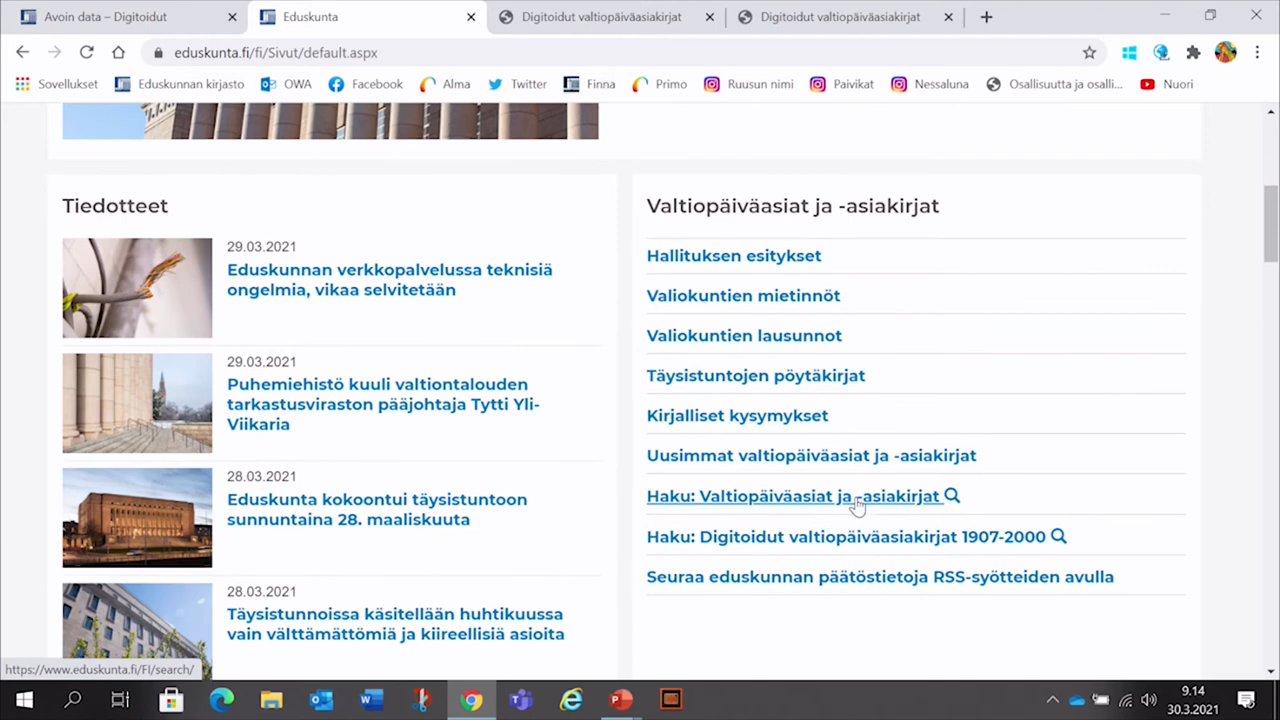 Avoin data – Digitoidut
Eduskunta
Digitoidut valtiopäiväasiakirjat
Digitoidut valtiopäiväasiakirjat
eduskunta.fi/fi/Sivut/default.aspx
Sovellukset
Eduskunnan kirjasto
OWA
Facebook
Alma
Twitter
Finna
Primo
Ruusun nimi
Paivikat
Nessaluna
Osallisuutta ja osalli...
Nuori
Tiedotteet
29.03.2021
Eduskunnan verkkopalvelussa teknisiä
ongelmia, vikaa selvitetään
29.03.2021
Puhemiehistö kuuli valtiontalouden
tarkastusviraston pääjohtaja Tytti Yli-
Viikaria
28.03.2021
Eduskunta kokoontui täysistuntoon
sunnuntaina 28. maaliskuuta
28.03.2021
Täysistunnoissa käsitellään huhtikuussa
vain välttämättömiä ja kiireellisiä asioita
Valtiopäiväasiat ja -asiakirjat
Hallituksen esitykset
Valiokuntien mietinnöt
Valiokuntien lausunnot
Täysistuntojen pöytäkirjat
Kirjalliset kysymykset
Uusimmat valtiopäiväasiat ja -asiakirjat
Haku: Valtiopäiväasiat ja -asiakirjat
Haku: Digitoidut valtiopäiväasiakirjat 1907-2000
Seuraa eduskunnan päätöstietoja RSS-syötteiden avulla
https://www.eduskunta.fi/FI/search/
9.14
30.3.2021